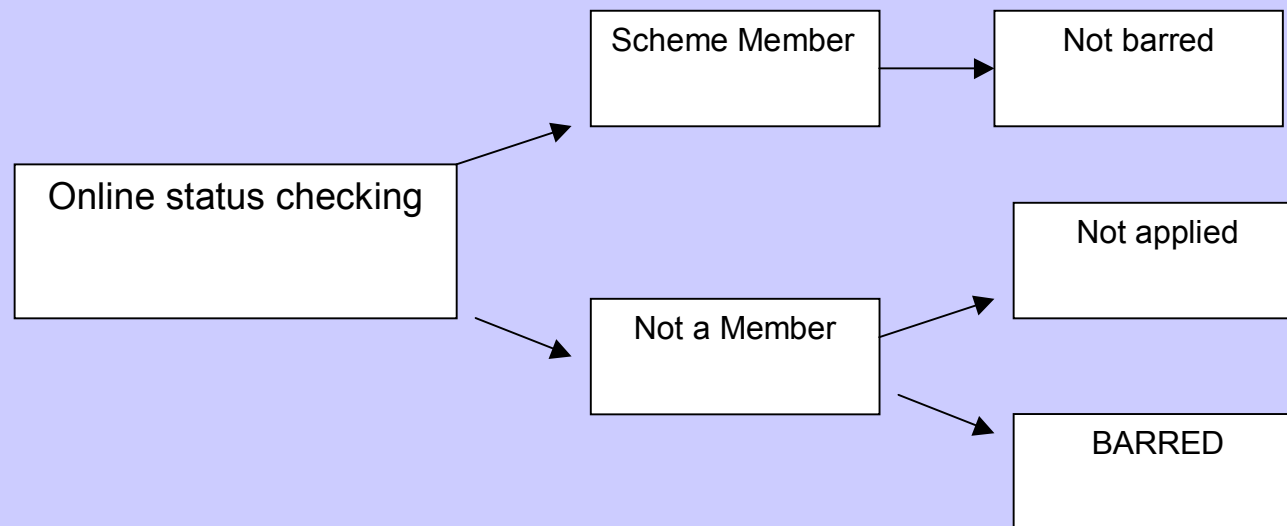 Online status checking
Scheme Member
Not barred
Not a Member
Not applied
BARRED